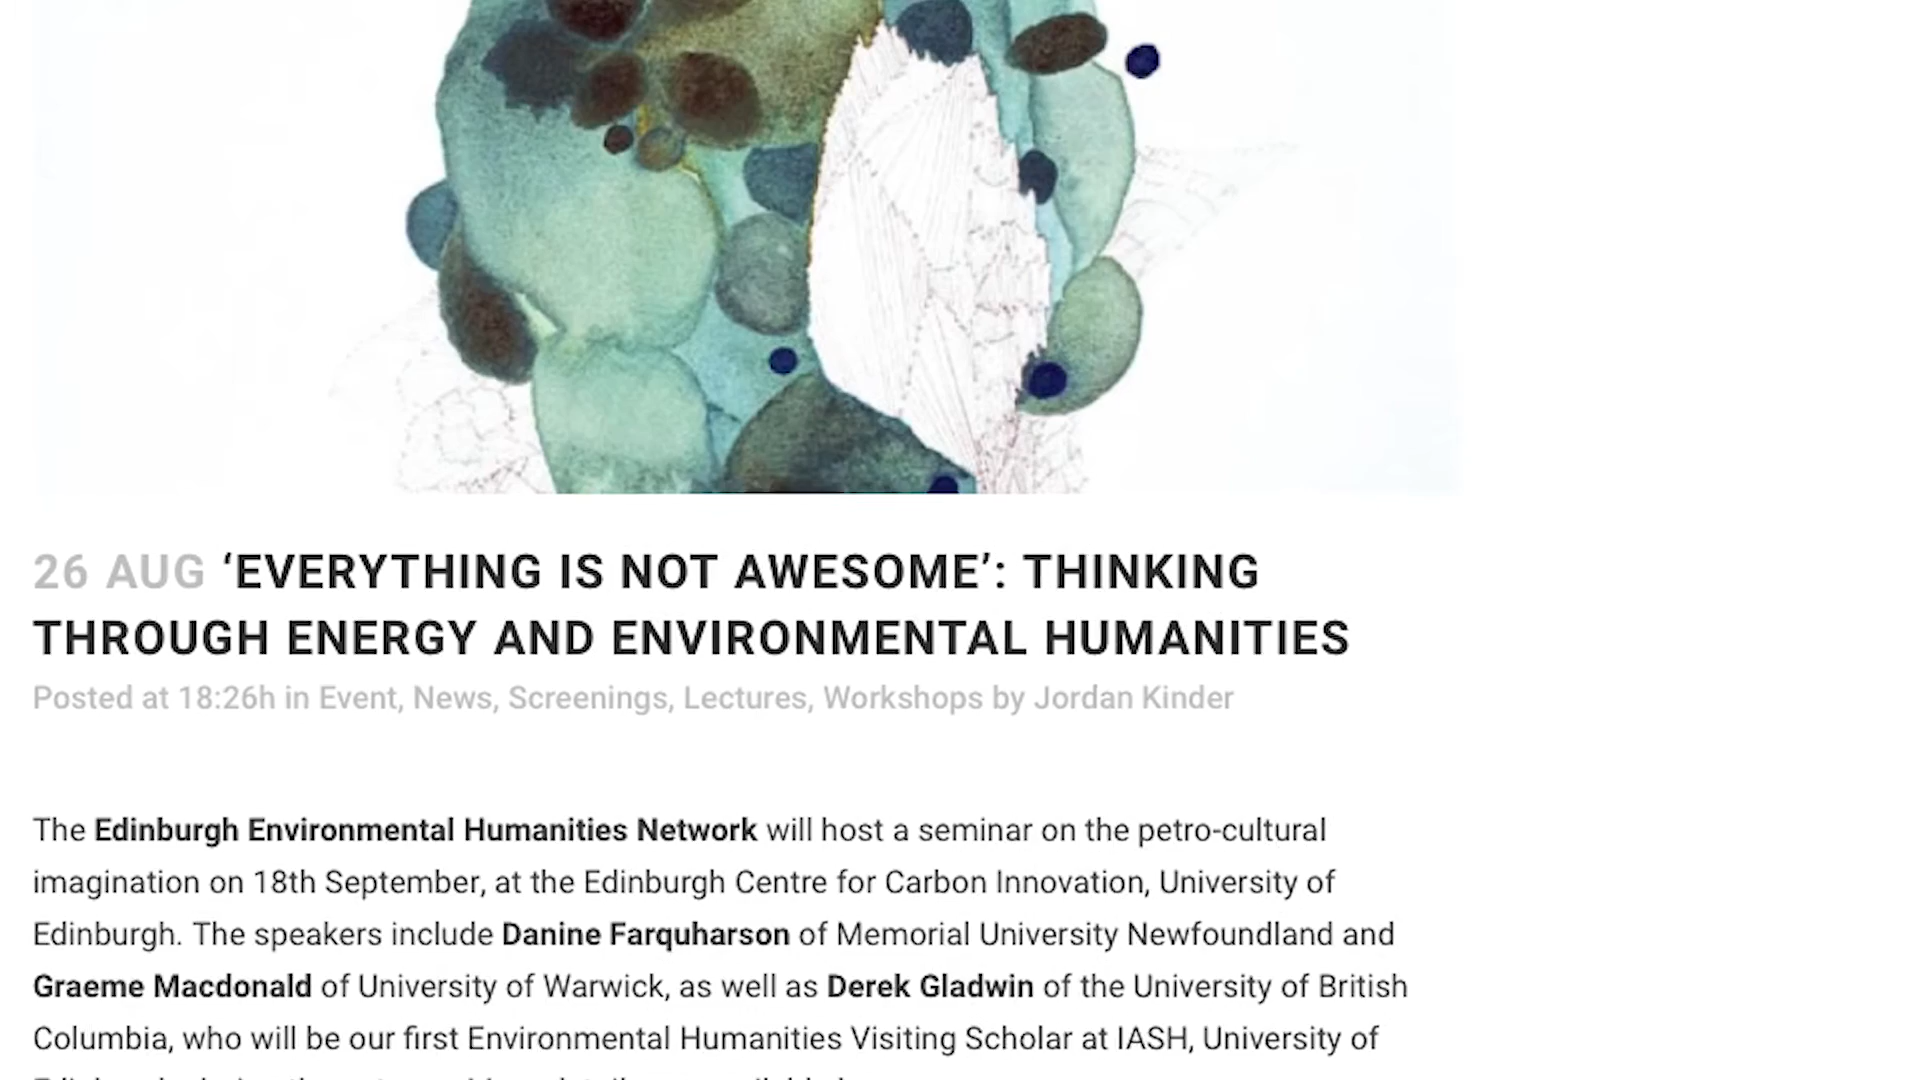 26 AUG ‘EVERYTHING IS NOT AWESOME’: THINKING
THROUGH ENERGY AND ENVIRONMENTAL HUMANITIES
Posted at 18:26h in Event, News, Screenings, Lectures, Workshops by Jordan Kinder
The Edinburgh Environmental Humanities Network will host a seminar on the petro-cultural
imagination on 18th September, at the Edinburgh Centre for Carbon Innovation, University of
Edinburgh. The speakers include Danine Farquharson of Memorial University Newfoundland and
Graeme Macdonald of University of Warwick, as well as Derek Gladwin of the University of British
Columbia, who will be our first Environmental Humanities Visiting Scholar at IASH, University of